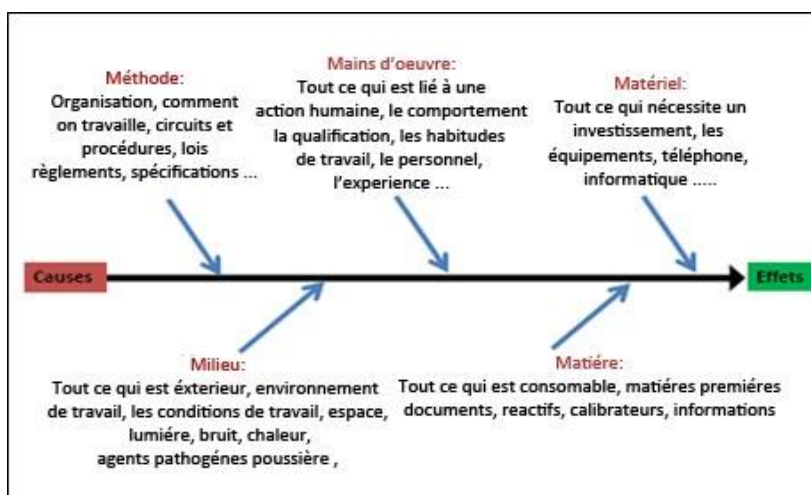 Méthode:
Organisation, comment
on travaille, circuits et
procédures, lois
règlements, spécifications ...
Mains d'oeuvre:
Tout ce qui est lié à une
action humaine, le comportement
la qualification, les habitudes
de travail, le personnel,
l'experience ...
Matériel:
Tout ce qui nécessite un
investissement, les
équipements, téléphone,
informatique .....
Causes
Effets
Milieu:
Tout ce qui est éxterieur, environnement
de travail, les conditions de travail, espace,
lumiére, bruit, chaleur,
agents pathogénes poussière ,
Matiére:
Tout ce qui est consomable, matiéres premiéres
documents, reactifs, calibrateurs, informations